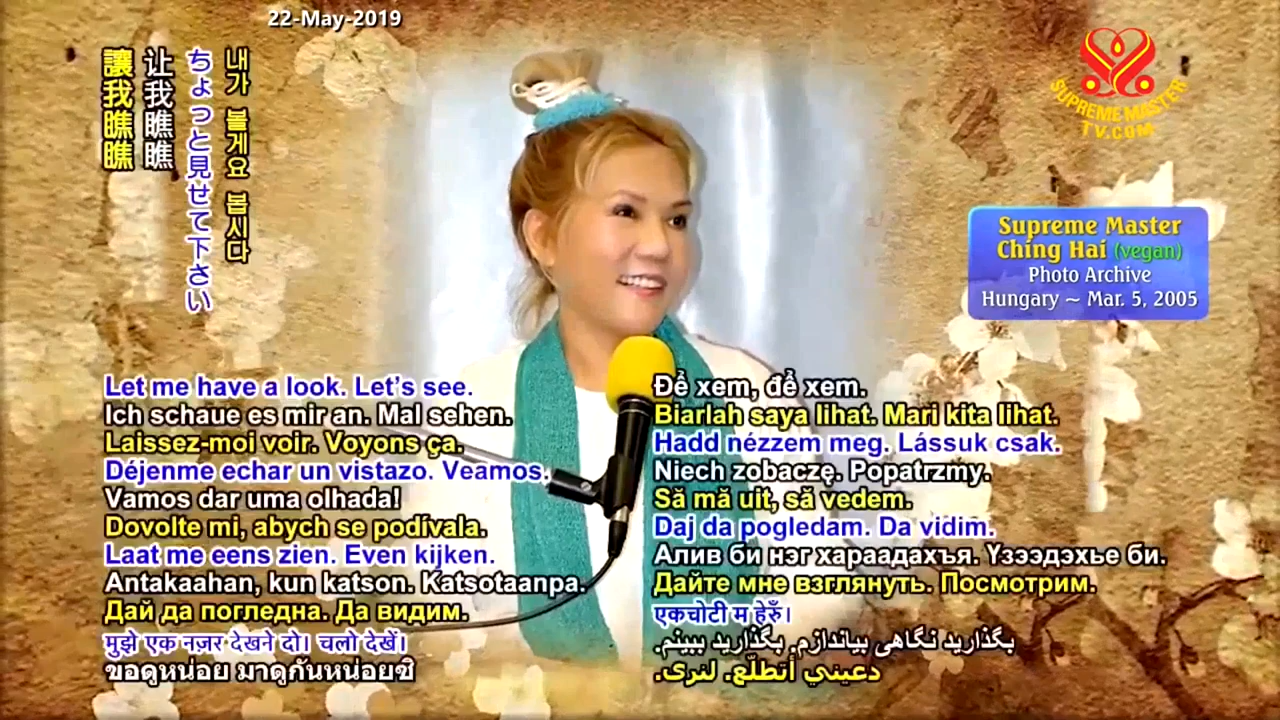 22-May-2019
내가 볼게요 봅시다
ちょっと見せて下さい
让我瞧瞧
讓我瞧瞧
SUPREME MASTER
TV.COM
Supreme Master
Ching Hai (vegan)
Photo Archive
Hungary ~ Mar. 5, 2005
Let me have a look. Let's see.
Ich schaue es mir an. Mal sehen.
Laissez-moi voir. Voyons ça.
Déjenme echar un vistazo. Veamos.
Vamos dar uma olhada!
Dovolte mi, abych se podívala.
Laat me eens zien. Even kijken.
Antakaahan, kun katson. Katsotaanpa.
Дай да погледна. Да видим.
मुझे एक नज़र देखने दो। चलो देखें।
ขอดูหน่อย มาดูกันหน่อยซิ
Để xem, để xem.
Biarlah saya lihat. Mari kita lihat.
Hadd nézzem meg. Lássuk csak.
Niech zobaczę. Popatrzmy.
Să mă uit, să vedem.
Daj da pogledam. Da vidim.
Алив би нэг хараадахъя. Үзээдэхье би.
Дайте мне взглянуть. Посмотрим.
एकचोटी म हेरुँ।
بگذارید نگاهی بیاندازم. بگذارید ببینم.
دعيني أتطلّع. لنرى.